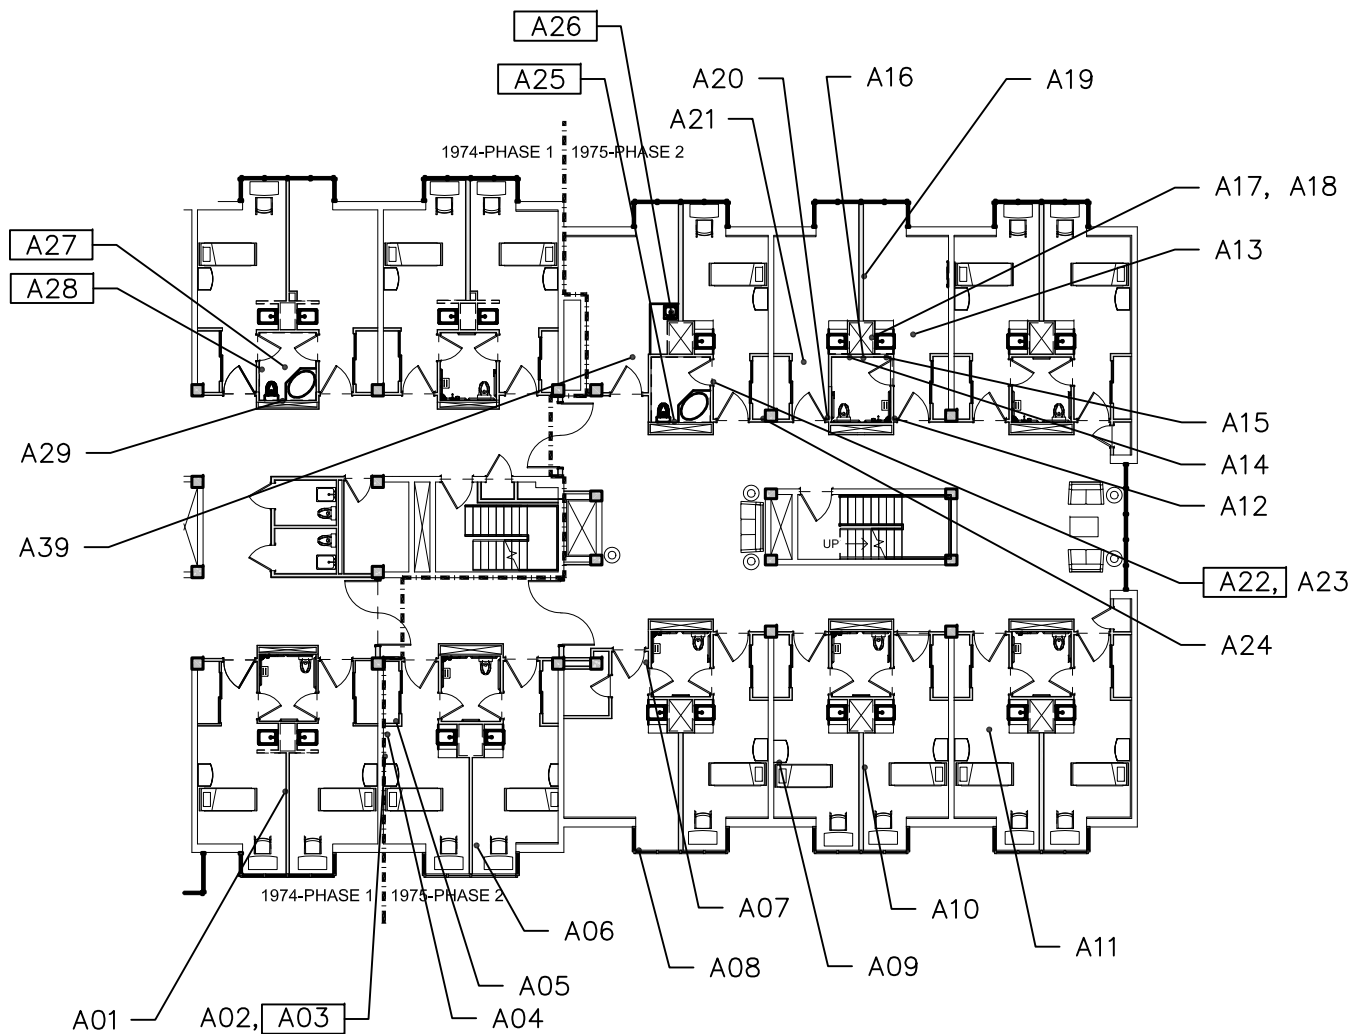 A26
A25
A20
A16
A19
A21
1974-PHASE 1
1975-PHASE 2
A17, A18
A27
A13
A28
A15
A29
A14
A12
A39
UP
A22, A23
A24
1974-PHASE 1
1975-PHASE 2
A07
A10
A06
A11
A08
A09
A05
A01
A02, A03
A04